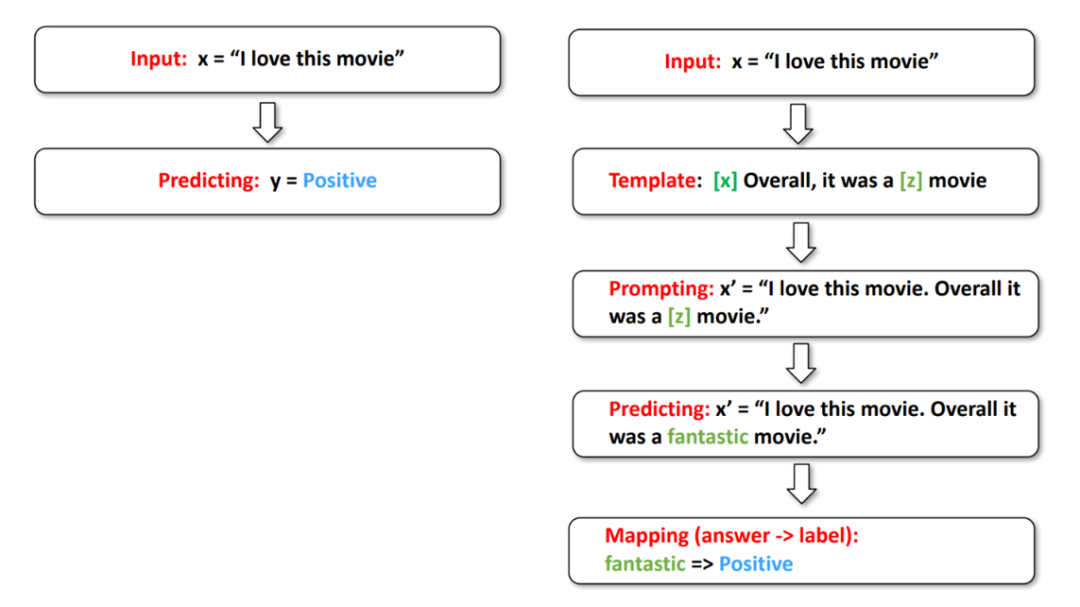 Input: x = “I love this movie”
Predicting: y = Positive
Input: x = “I love this movie”
Template: [x] Overall, it was a [z] movie
Prompting: x’ = “I love this movie. Overall it
was a [z] movie.”
Predicting: x’ = “I love this movie. Overall it
was a fantastic movie.”
Mapping (answer -> label):
fantastic => Positive